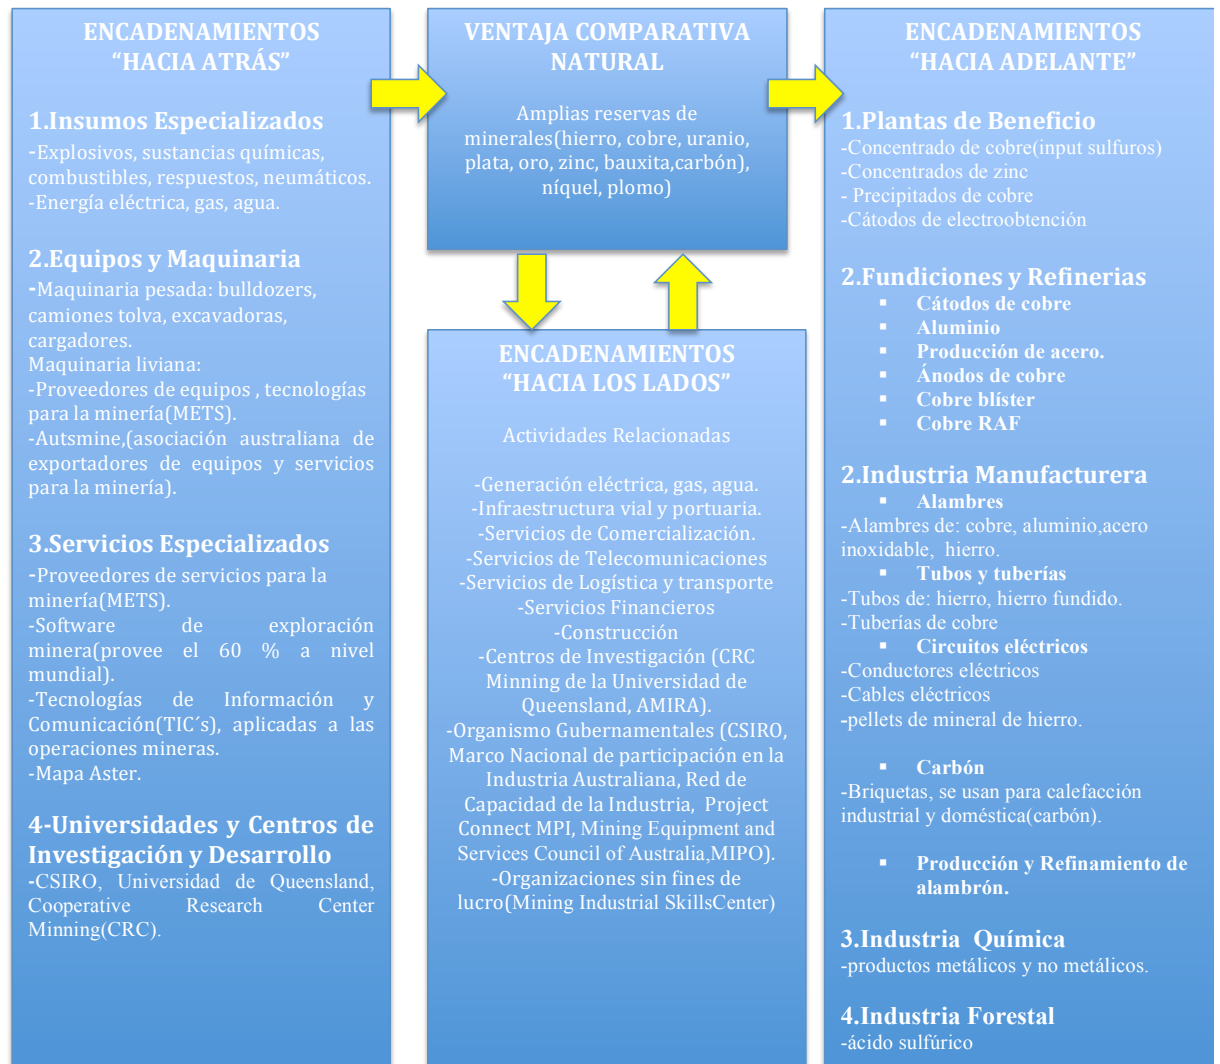 ENCADENAMIENTOS
“HACIA ATRÁS”
1.Insumos Especializados
-Explosivos, sustancias químicas,
combustibles, respuestos, neumáticos.
-Energía eléctrica, gas, agua.
2.Equipos y Maquinaria
-Maquinaria pesada: bulldozers,
camiones tolva, excavadoras,
cargadores.
Maquinaria liviana:
-Proveedores de equipos , tecnologías
para la minería(METS).
-Autsmine,(asociación australiana de
exportadores de equipos y servicios
para la minería).
3.Servicios Especializados
-Proveedores de servicios para la
minería(METS).
-Software de exploración
minera(provee el 60 % a nivel
mundial).
-Tecnologías de Información y
Comunicación(TIC´s), aplicadas a las
operaciones mineras.
-Mapa Aster.
4-Universidades y Centros de
Investigación y Desarrollo
-CSIRO, Universidad de Queensland,
Cooperative Research Center
Minning(CRC).
VENTAJA COMPARATIVA
NATURAL
Amplias reservas de
minerales(hierro, cobre, uranio,
plata, oro, zinc, bauxita,carbón),
níquel, plomo)
ENCADENAMIENTOS
“HACIA LOS LADOS”
Actividades Relacionadas
-Generación eléctrica, gas, agua.
-Infraestructura vial y portuaria.
-Servicios de Comercialización.
-Servicios de Telecomunicaciones
-Servicios de Logística y transporte
-Servicios Financieros
-Construcción
-Centros de Investigación (CRC
Minning de la Universidad de
Queensland, AMIRA).
-Organismo Gubernamentales (CSIRO,
Marco Nacional de participación en la
Industria Australiana, Red de
Capacidad de la Industria, Project
Connect MPI, Mining Equipment and
Services Council of Australia,MIPO).
-Organizaciones sin fines de
lucro(Mining Industrial SkillsCenter)
ENCADENAMIENTOS
“HACIA ADELANTE”
1.Plantas de Beneficio
-Concentrado de cobre(input sulfuros)
-Concentrados de zinc
- Precipitados de cobre
-Cátodos de electroobtención
2.Fundiciones y Refinerias
▪ Cátodos de cobre
▪ Aluminio
▪ Producción de acero.
▪ Ánodos de cobre
▪ Cobre blíster
▪ Cobre RAF
2.Industria Manufacturera
▪ Alambres
-Alambres de: cobre, aluminio,acero
inoxidable, hierro.
▪ Tubos y tuberías
-Tubos de: hierro, hierro fundido.
-Tuberías de cobre
▪ Circuitos eléctricos
-Conductores eléctricos
-Cables eléctricos
-pellets de mineral de hierro.
▪ Carbón
-Briquetas, se usan para calefacción
industrial y doméstica(carbón).
▪ Producción y Refinamiento de
alambrón.
3.Industria Química
-productos metálicos y no metálicos.
4.Industria Forestal
-ácido sulfúrico